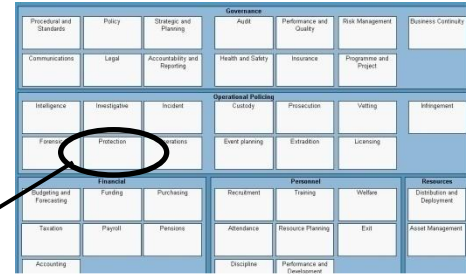 Governance
Procedural and Standards
Policy
Strategic and Planning
Audit
Performance and Quality
Risk Management
Business Continuity
Communications
Legal
Accountability and Reporting
Health and Safety
Insurance
Programme and Project
Operational Policing
Intelligence
Investigative
Incident
Custody
Prosecution
Vetting
Infringement
Forensic
Protection
Event planning
Extradition
Licensing
Financial
Personnel
Resources
Budgeting and Forecasting
Funding
Purchasing
Recruitment
Training
Welfare
Distribution and Deployment
Taxation
Payroll
Pensions
Attendance
Resource Planning
Exit
Asset Management
Accounting
Discipline
Performance and Development